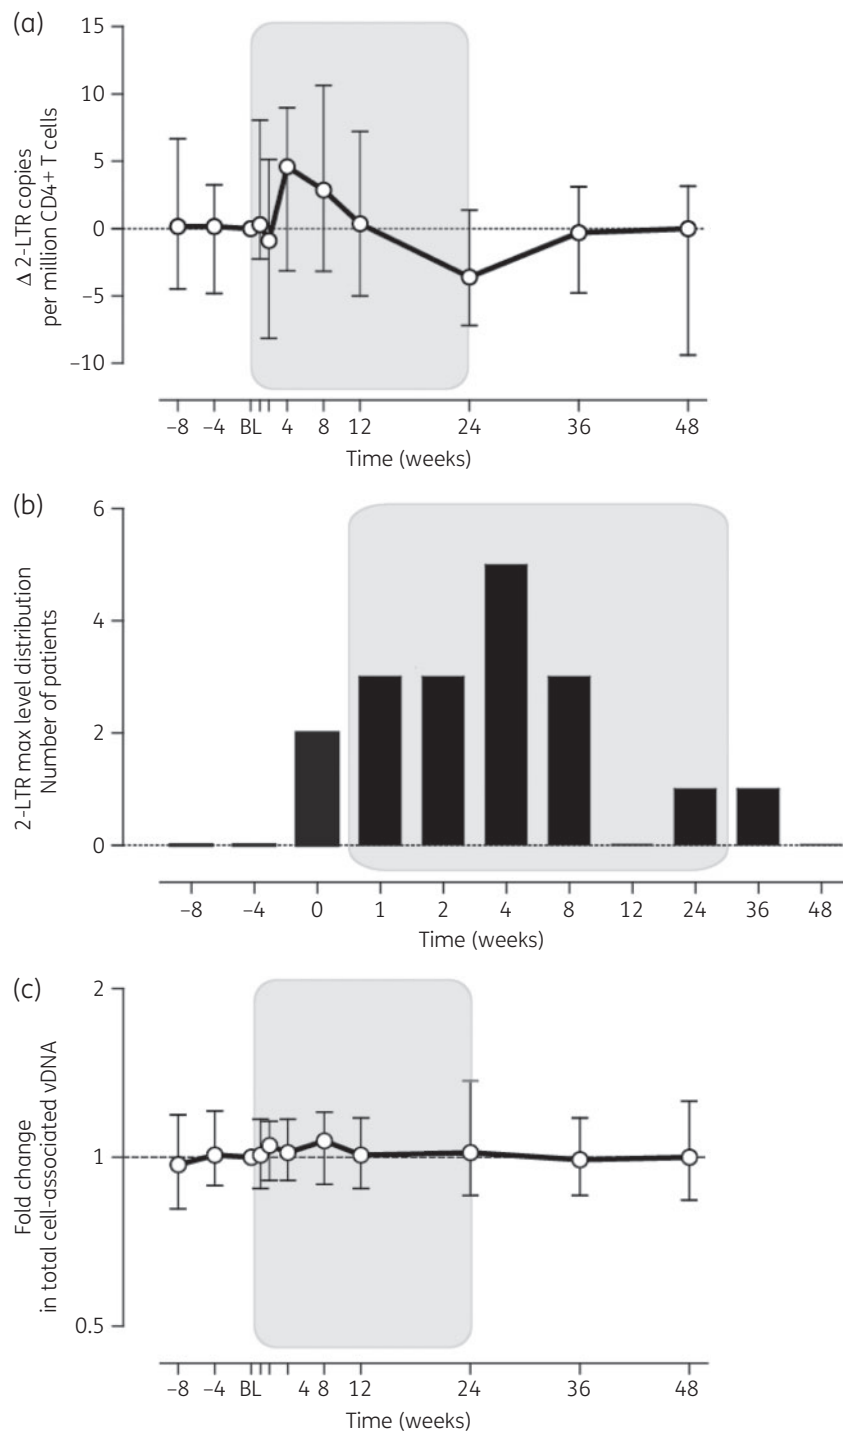 (a)
15
10
5
0
−5
−10
Δ 2-LTR copies
per million CD4+ T cells
−8 −4 BL 4 8 12 24 36 48
Time (weeks)
(b)
6
4
2
0
2-LTR max level distribution
Number of patients
−8 −4 0 1 2 4 8 12 24 36 48
Time (weeks)
(c)
2
1
0.5
Fold change
in total cell-associated vDNA
−8 −4 BL 4 8 12 24 36 48
Time (weeks)